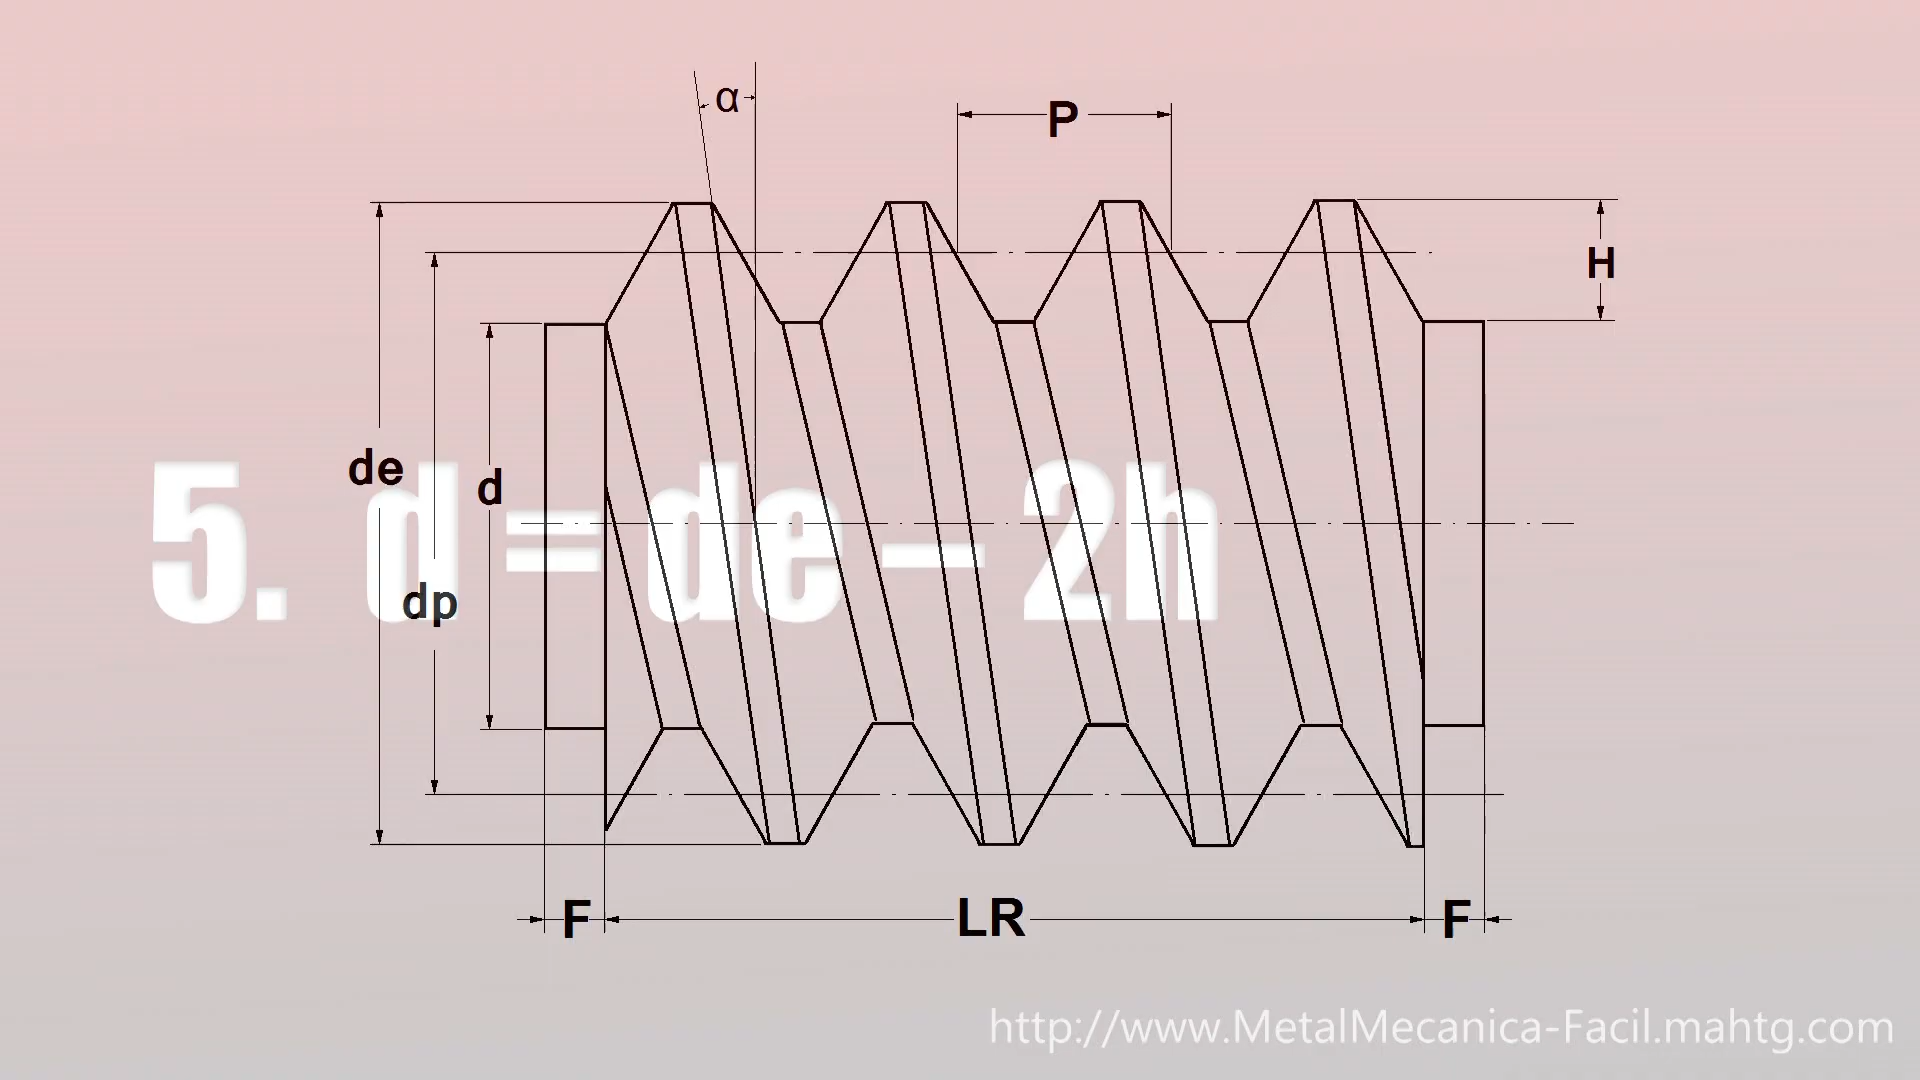 α
P
H
de
d
dp
5. d = de – 2h
F
LR
F
http://www.MetalMecanica-Facil.mahtg.com